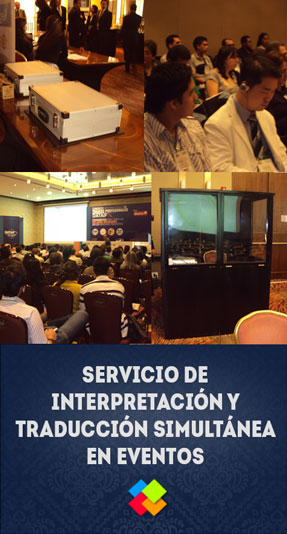 SERVICIO DE
INTERPRETACIÓN Y
TRADUCCIÓN SIMULTÁNEA
EN EVENTOS